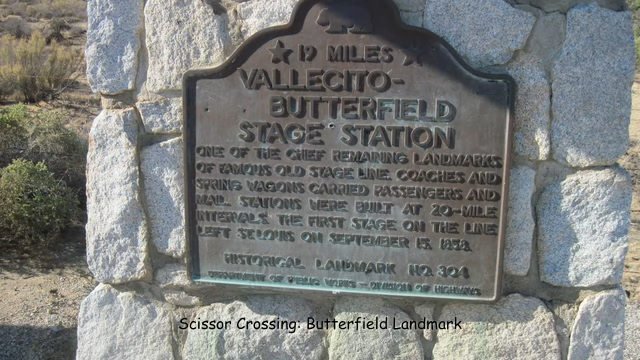 19 MILES
VALLECITO-
BUTTERFIELD
STAGE STATION
ONE OF THE CHIEF REMAINING LANDMARKS
OF FAMOUS OLD STAGE LINE. COACHES AND
SPRING WAGONS CARRIED PASSENGERS AND
MAIL. STATIONS WERE BUILT AT 20-MILE
INTERVALS. THE FIRST STAGE ON THE LINE
LEFT ST. LOUIS ON SEPTEMBER 15, 1858.
HISTORICAL LANDMARK NO. 304
DEPARTMENT OF PUBLIC WORKS - DIVISION OF HIGHWAYS
Scissor Crossing: Butterfield Landmark